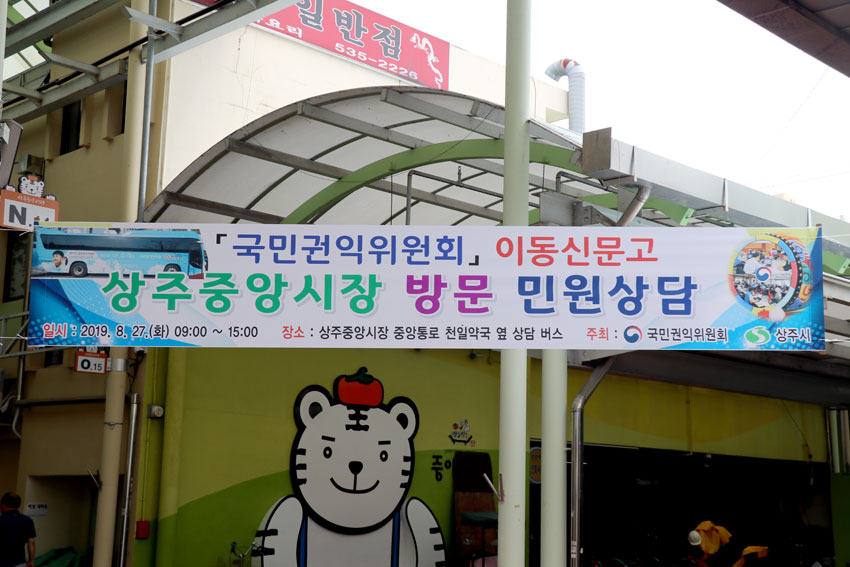 일반점
535-2226
「국민권익위원회」 이동신문고
상주중앙시장 방문 민원상담
일시 : 2019. 8. 27.(화) 09:00 ~ 15:00 장소 : 상주중앙시장 중앙통로 천일약국 옆 상담 버스 주최 : 국민권익위원회 상주시
N
O.15